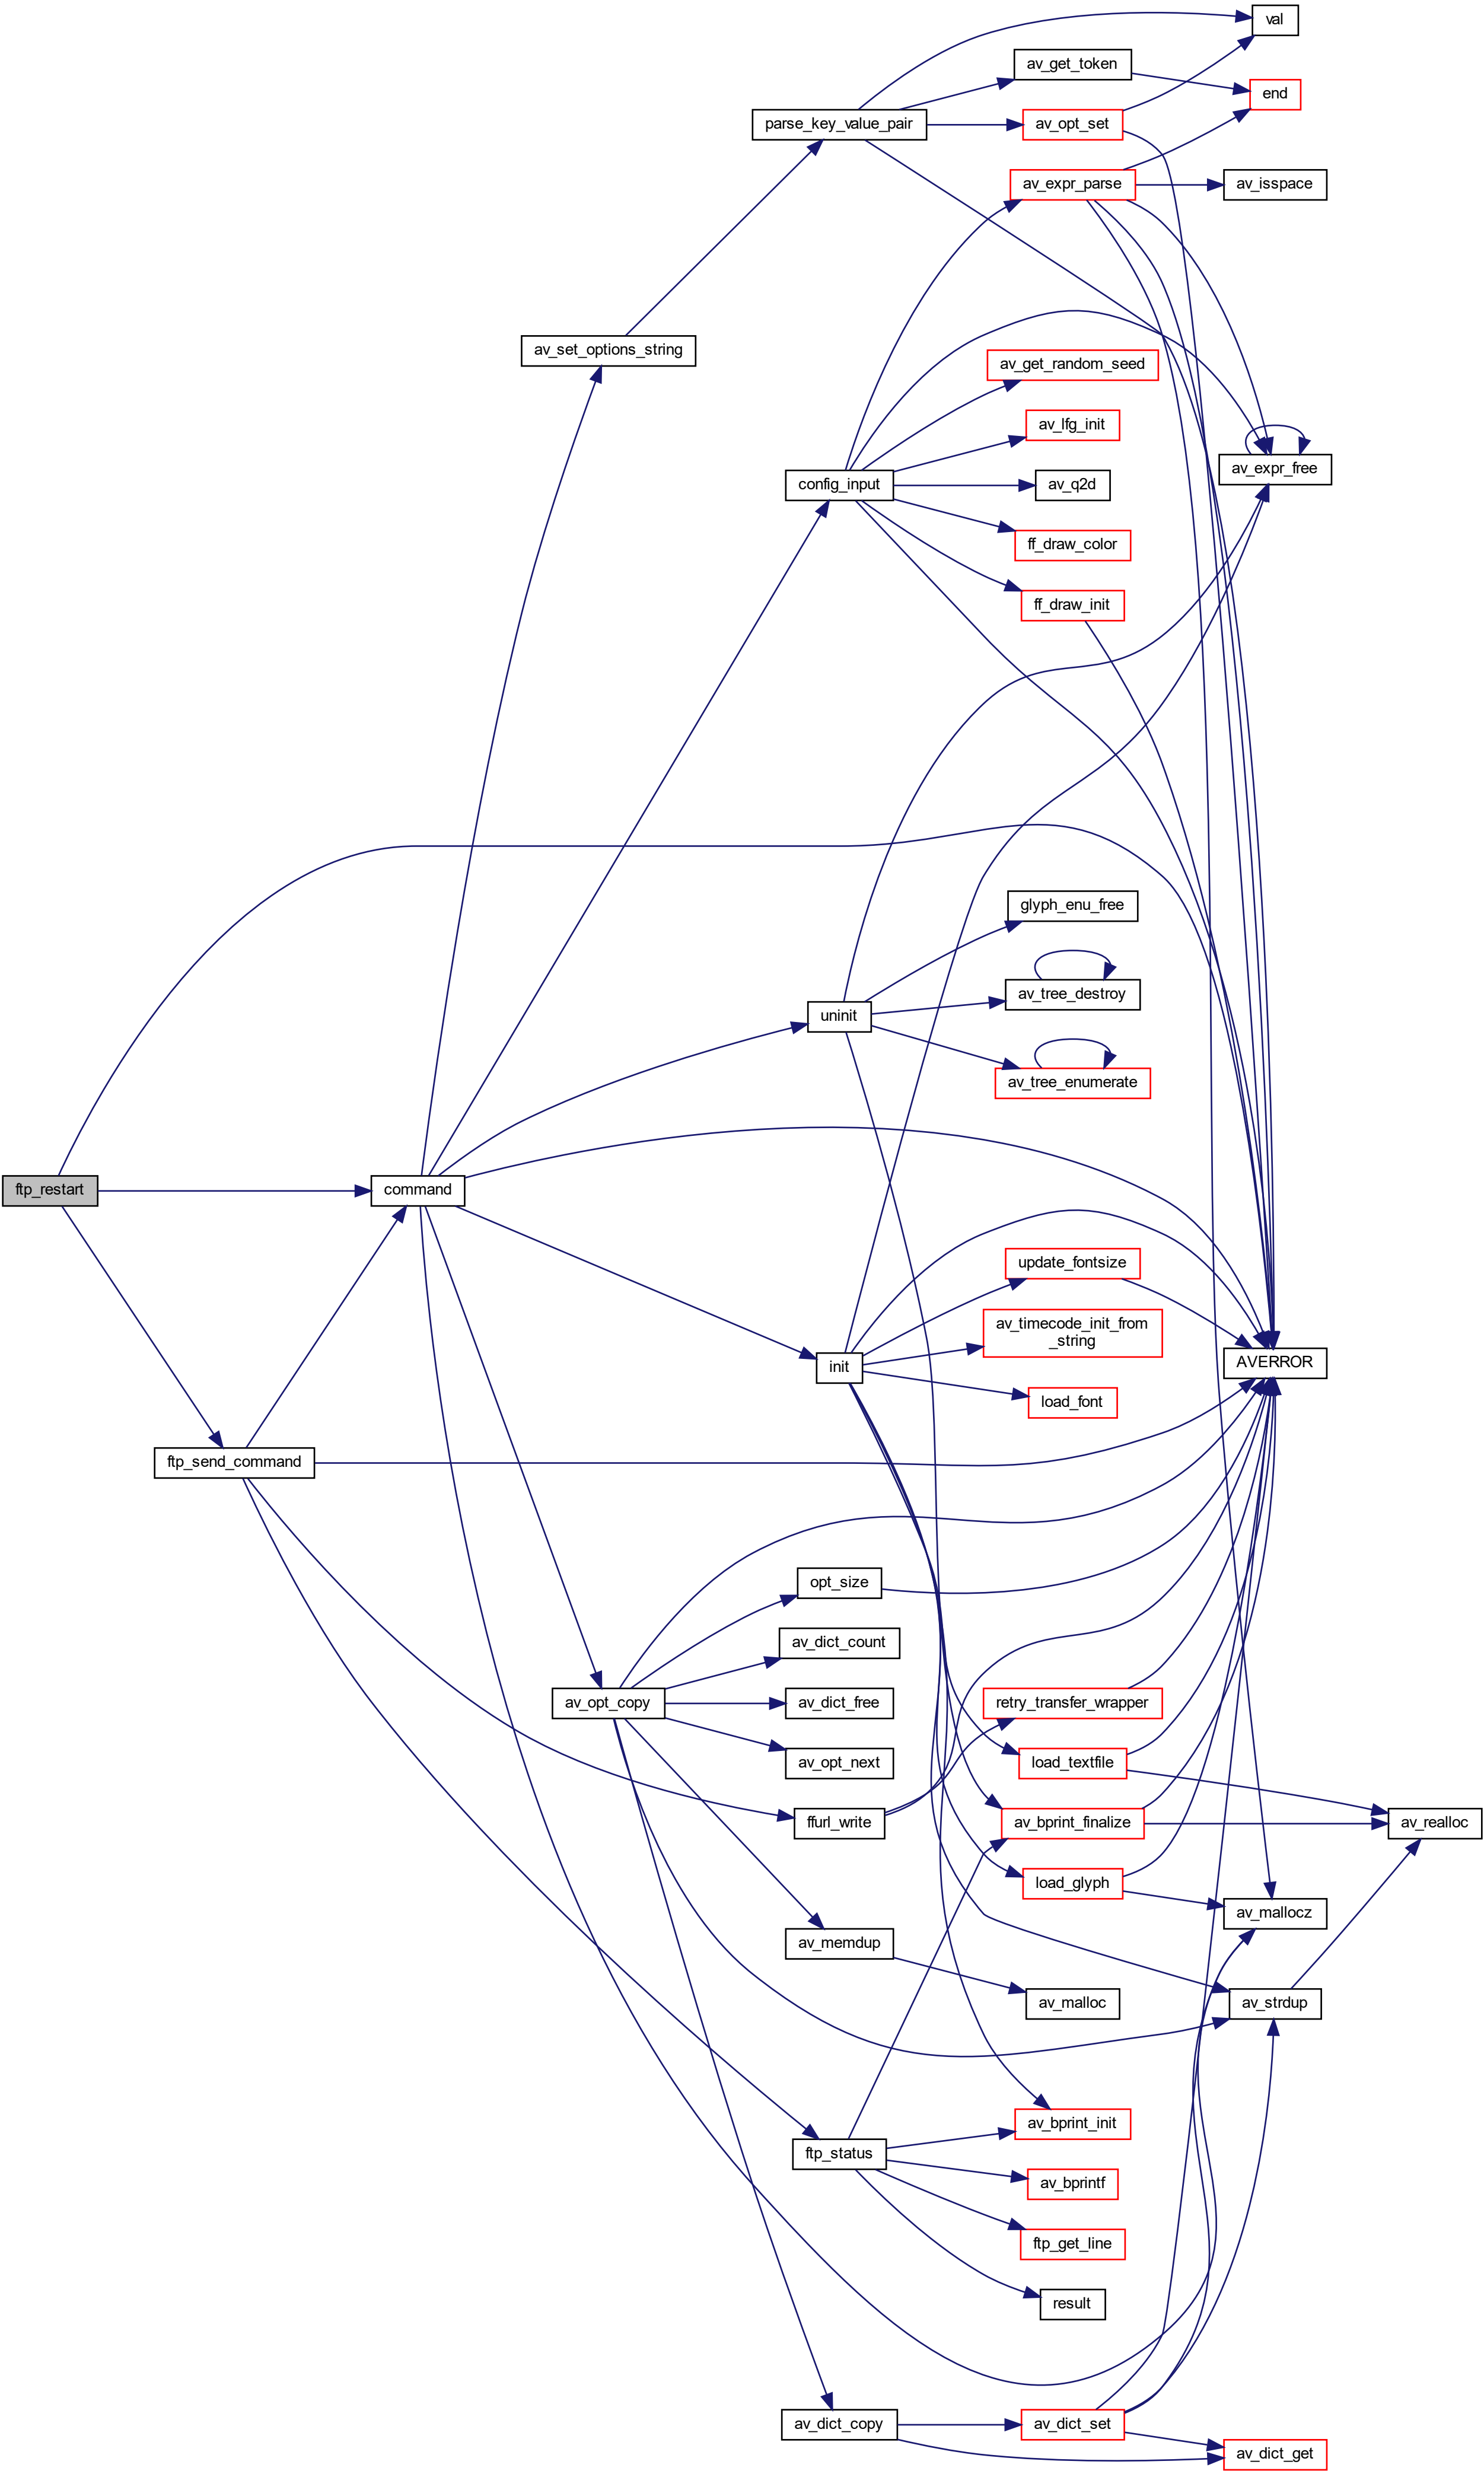 val
av_get_token
end
parse_key_value_pair
av_opt_set
av_expr_parse
av_isspace
av_set_options_string
av_get_random_seed
av_lfg_init
av_expr_free
config_input
av_q2d
ff_draw_color
ff_draw_init
glyph_enu_free
av_tree_destroy
uninit
av_tree_enumerate
ftp_restart
command
update_fontsize
av_timecode_init_from
_string
AVERROR
init
load_font
ftp_send_command
opt_size
av_dict_count
av_opt_copy
av_dict_free
retry_transfer_wrapper
av_opt_next
load_textfile
ffurl_write
av_bprint_finalize
av_realloc
load_glyph
av_mallocz
av_memdup
av_malloc
av_strdup
av_bprint_init
ftp_status
av_bprintf
ftp_get_line
result
av_dict_copy
av_dict_set
av_dict_get